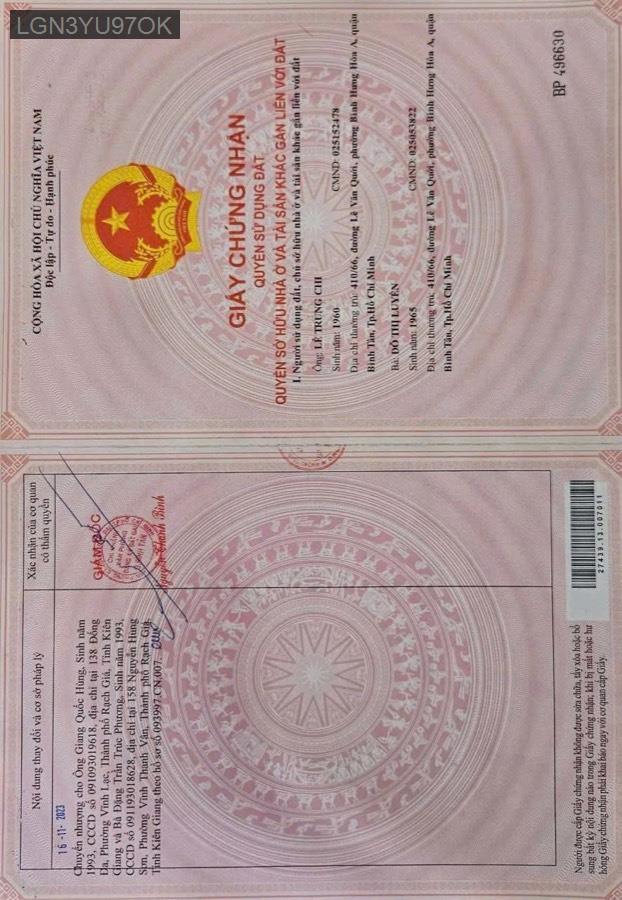 LGN3YU97OK
CỘNG HÒA XÃ HỘI CHỦ NGHĨA VIỆT NAM
Độc lập - Tự do - Hạnh phúc
GIẤY CHỨNG NHẬN
QUYỀN SỬ DỤNG ĐẤT
QUYỀN SỞ HỮU NHÀ Ở VÀ TÀI SẢN KHÁC GẮN LIỀN VỚI ĐẤT
I. Người sử dụng đất, chủ sở hữu nhà ở và tài sản khác gắn liền với đất
Ông: LÊ TRUNG CHI
Sinh năm: 1960 CMND: 025152478
Địa chỉ thường trú: 410/66, đường Lê Văn Quới, phường Bình Hưng Hòa A, quận
Bình Tân, Tp.Hồ Chí Minh
Bà: ĐỖ THỊ LUYÊN
Sinh năm: 1965 CMND: 025053822
Địa chỉ thường trú: 410/66, đường Lê Văn Quới, phường Bình Hưng Hòa A, quận
Bình Tân, Tp.Hồ Chí Minh
BP 496630
Nội dung thay đổi và cơ sở pháp lý
Xác nhận của cơ quan
có thẩm quyền
16-11-2023
Chuyển nhượng cho Ông Giang Quốc Hùng, Sinh năm
1993, CCCD số 091093019618, địa chỉ tại 138 Đống
Đa, Phường Vĩnh Lạc, Thành phố Rạch Giá, Tỉnh Kiên
Giang và Bà Đặng Trần Trúc Phương, Sinh năm 1993,
CCCD số 091193018628, địa chỉ tại 158 Nguyễn Hùng
Sơn, Phường Vĩnh Thanh Vân, Thành phố Rạch Giá,
Tỉnh Kiên Giang theo hồ sơ số 093997.CN.007.
GIÁM ĐỐC
Nguyễn Thanh Bình
Người được cấp Giấy chứng nhận không được sửa chữa, tẩy xóa hoặc bổ
sung bất kỳ nội dung nào trong Giấy chứng nhận; khi bị mất hoặc hư
hỏng Giấy chứng nhận phải khai báo ngay với cơ quan cấp Giấy.
27439.13.007011